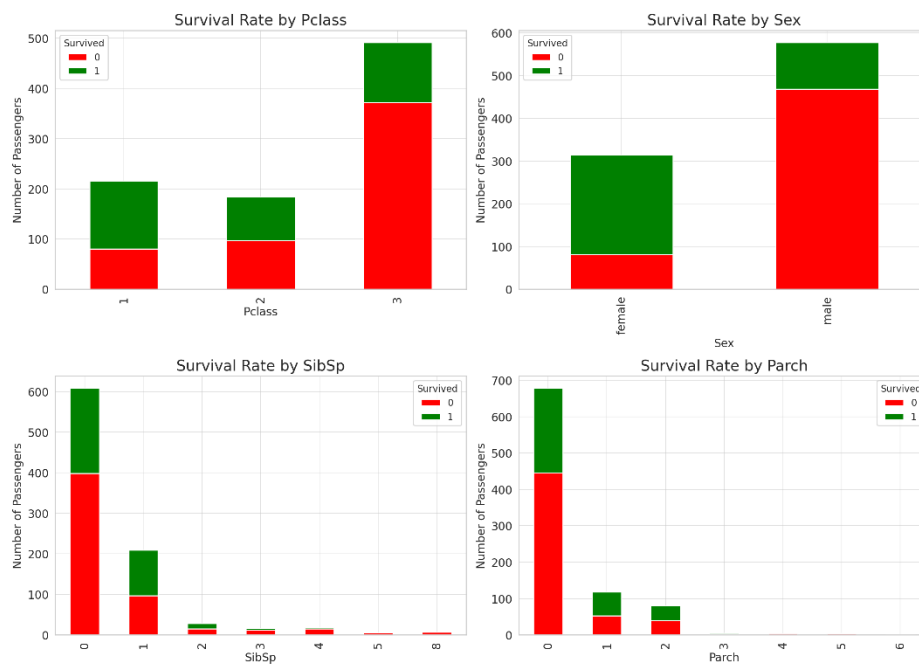 Survival Rate by Pclass
Survived
0
1
500
400
300
200
100
0
Number of Passengers
1
2
3
Pclass
Survival Rate by Sex
Survived
0
1
600
500
400
300
200
100
0
Number of Passengers
female
male
Sex
Survival Rate by SibSp
Survived
0
1
600
500
400
300
200
100
0
Number of Passengers
0
1
2
3
4
5
8
SibSp
Survival Rate by Parch
Survived
0
1
700
600
500
400
300
200
100
0
Number of Passengers
0
1
2
3
4
5
6
Parch